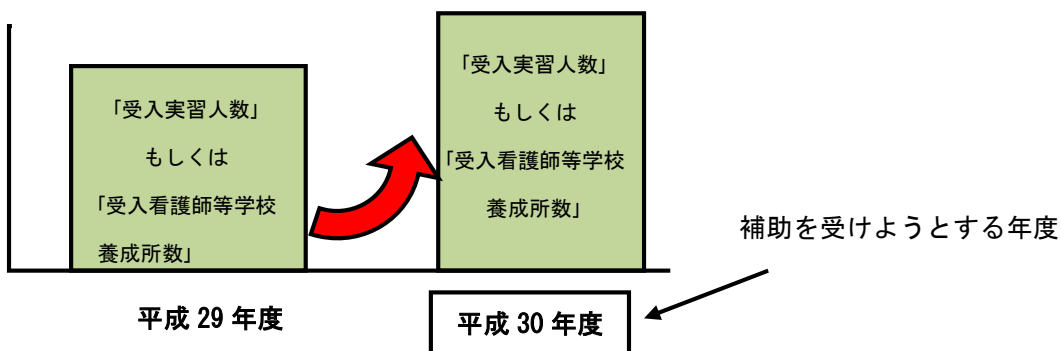 「受入実習人数」
もしくは
「受入看護師等学校
養成所数」
「受入実習人数」
もしくは
「受入看護師等学校
養成所数」
補助を受けようとする年度
平成 29 年度
平成 30 年度